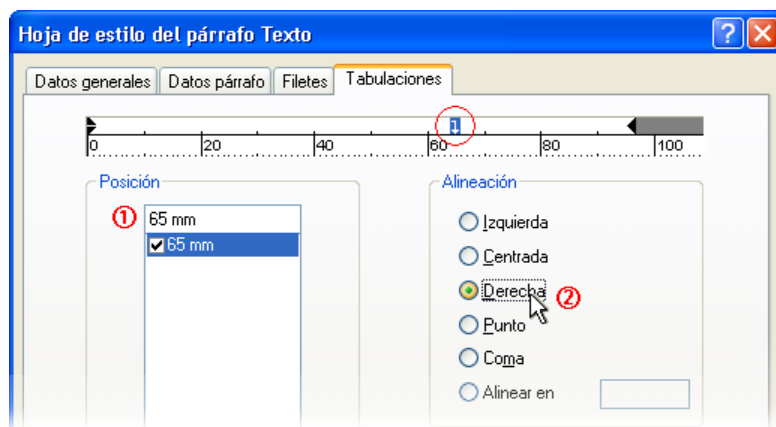 Hoja de estilo del párrafo Texto
Datos generales Datos párrafo Filetes Tabulaciones
1
0 20 40 60 80 100
Posición Alineación
① 65 mm Izquierda
65 mm Centrada
Derecha ②
Punto
Coma
Alinear en